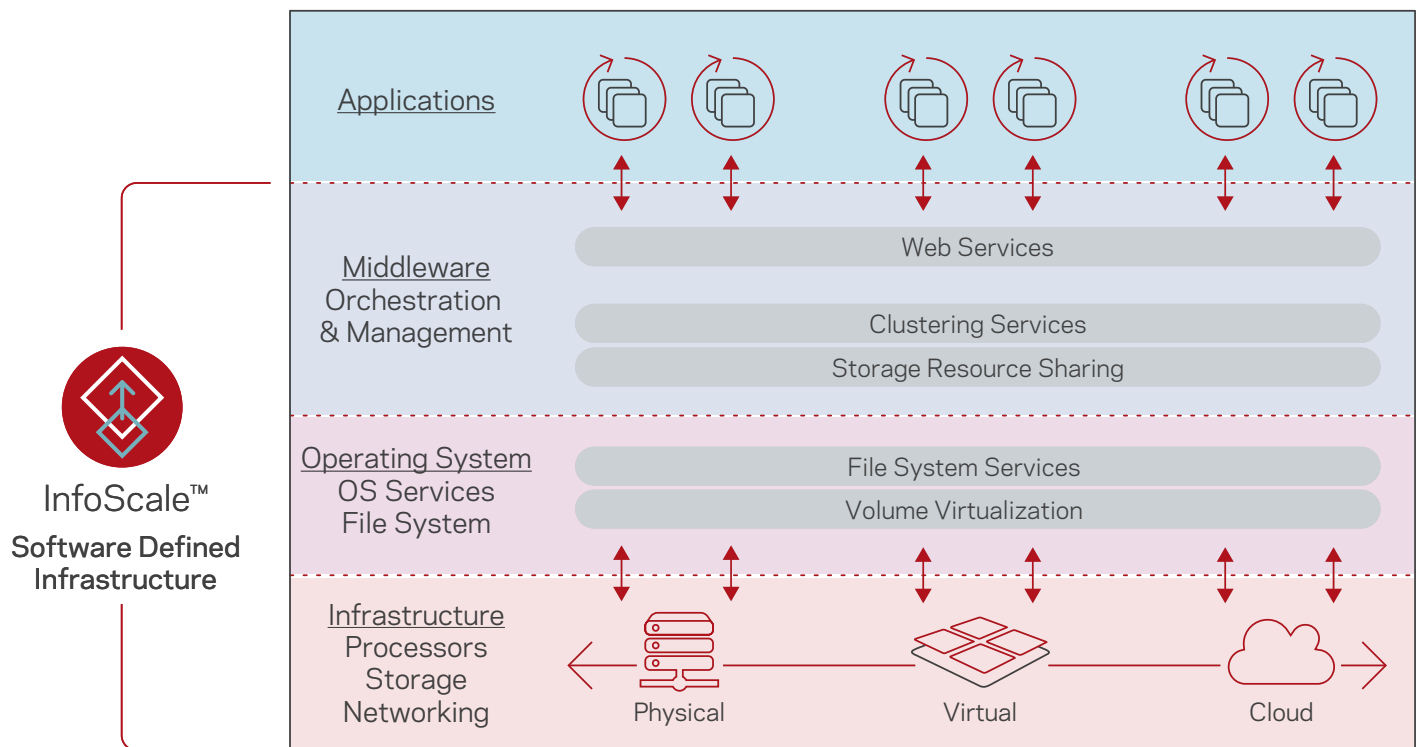 Applications
Middleware
Orchestration
& Management
Web Services
Clustering Services
Storage Resource Sharing
InfoScale™
Software Defined
Infrastructure
Operating System
OS Services
File System
File System Services
Volume Virtualization
Infrastructure
Processors
Storage
Networking
Physical
Virtual
Cloud